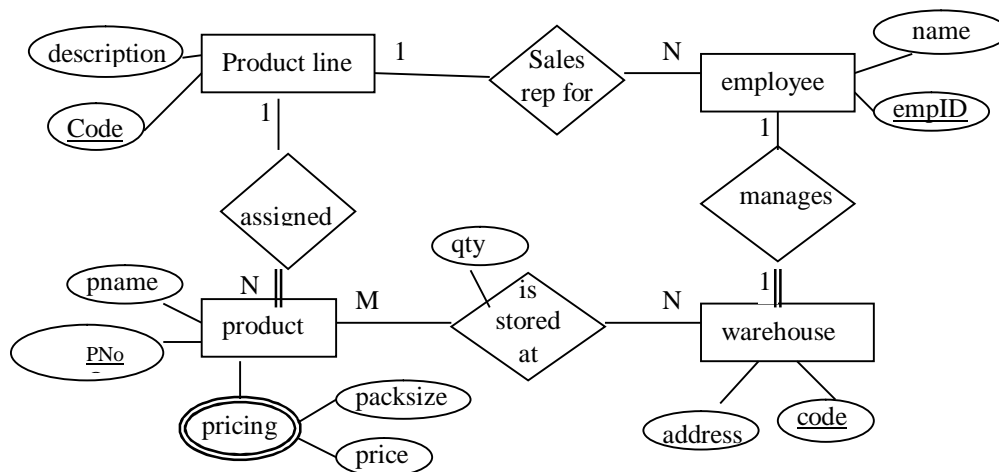 description
Product line
1
Sales
rep for
N
employee
name
Code
empID
1
1
assigned
manages
pname
N
M
qty
is
stored
at
N
1
product
warehouse
PNo
pricing
packsize
price
address
code